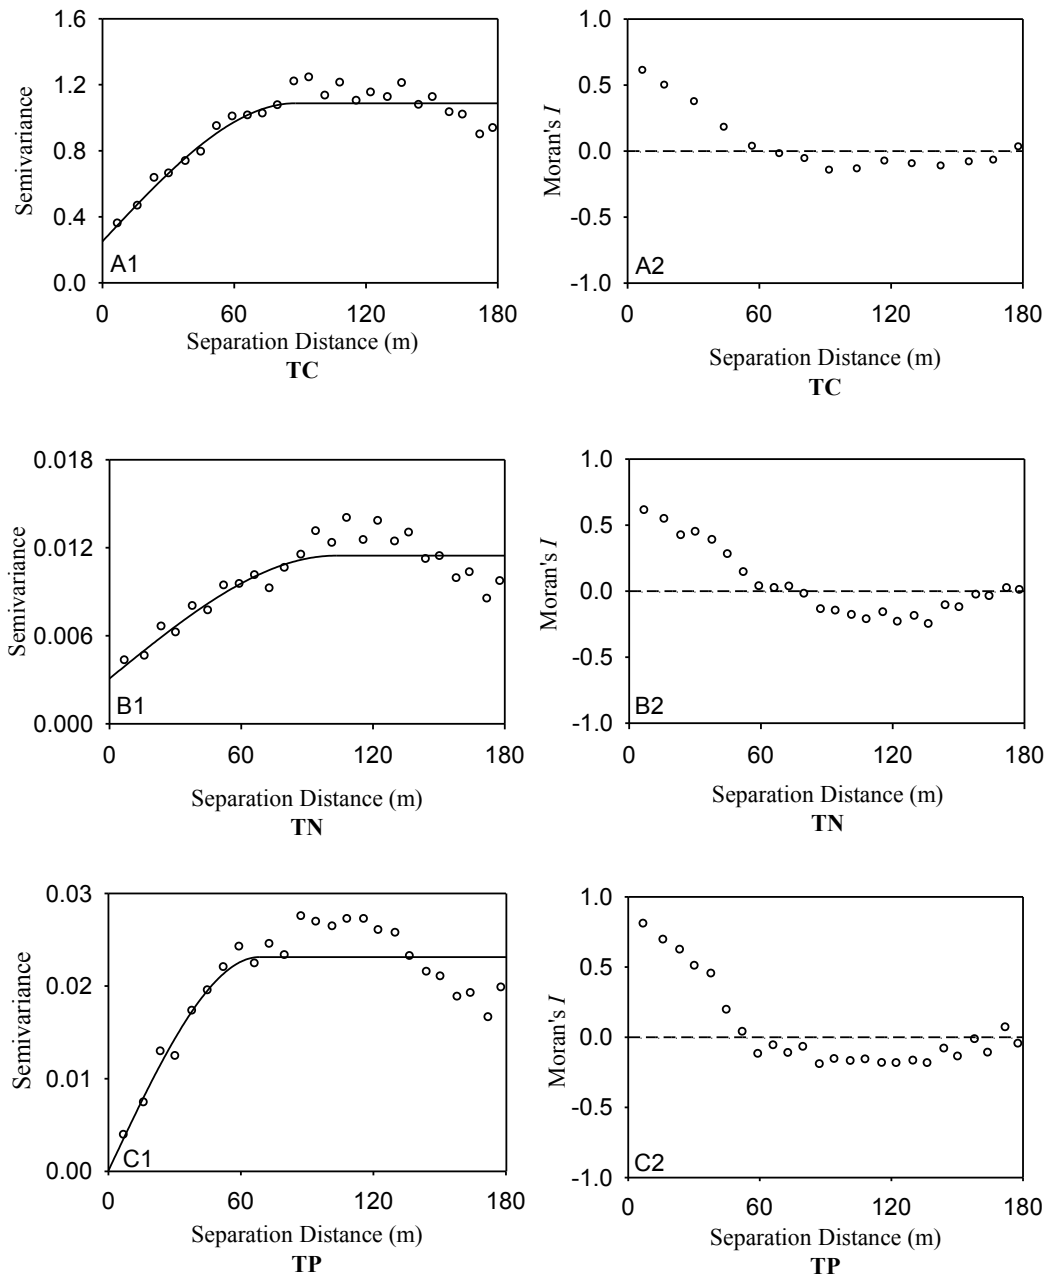 1.6
1.2
0.8
0.4
0.0
Semivariance
A1
0 60 120 180
Separation Distance (m)
TC
1.0
0.5
0.0
-0.5
-1.0
Moran's I
A2
0 60 120 180
Separation Distance (m)
TC
0.018
0.012
0.006
0.000
Semivariance
B1
0 60 120 180
Separation Distance (m)
TN
1.0
0.5
0.0
-0.5
-1.0
Moran's I
B2
0 60 120 180
Separation Distance (m)
TN
0.03
0.02
0.01
0.00
Semivariance
C1
0 60 120 180
Separation Distance (m)
TP
1.0
0.5
0.0
-0.5
-1.0
Moran's I
C2
0 60 120 180
Separation Distance (m)
TP